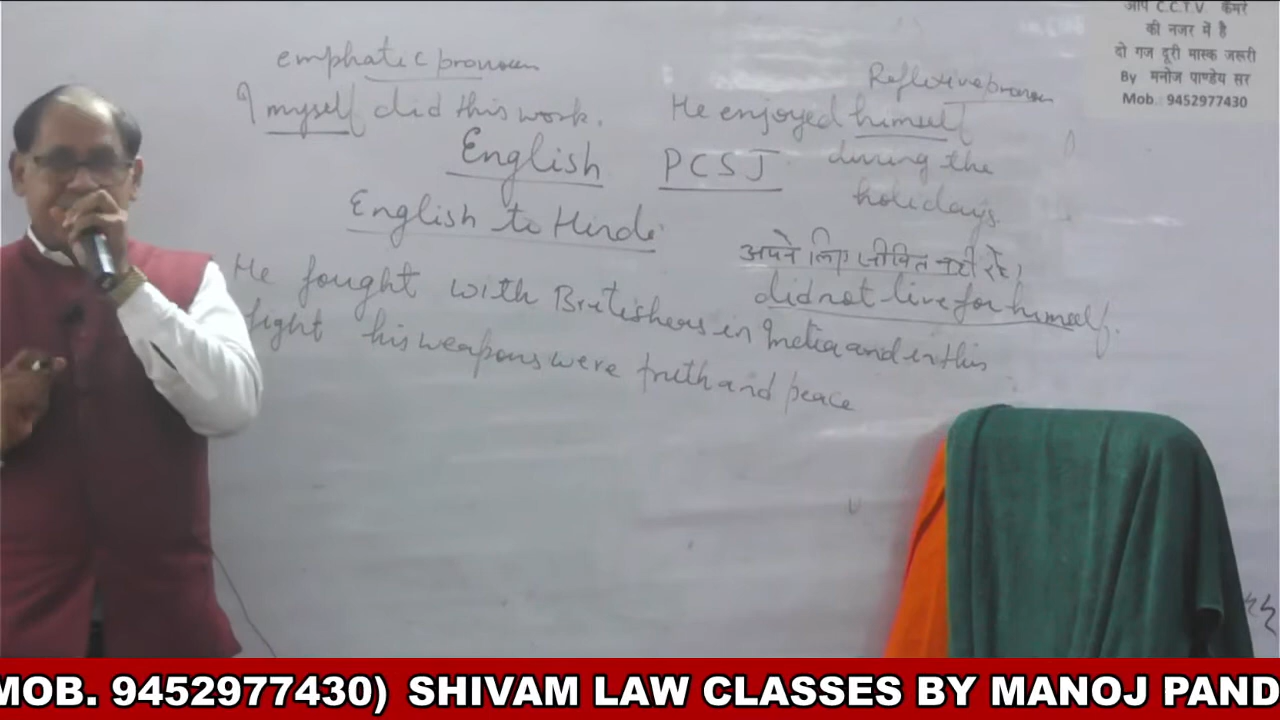 आप C.C.T.V. कैमरे
की नजर में है
दो गज दूरी मास्क जरूरी
By मनोज पाण्डेय सर
Mob. 9452977430
emphatic pronoun
Reflexive pronoun
I myself did this work.
He enjoyed himself
during the
holidays
English PCSJ
English to Hindi
अपने लिए जीवित नहीं रहे।
did not live for himself.
He fought with Britishers in India and in this
fight his weapons were truth and peace
MOB. 9452977430) SHIVAM LAW CLASSES BY MANOJ PAND